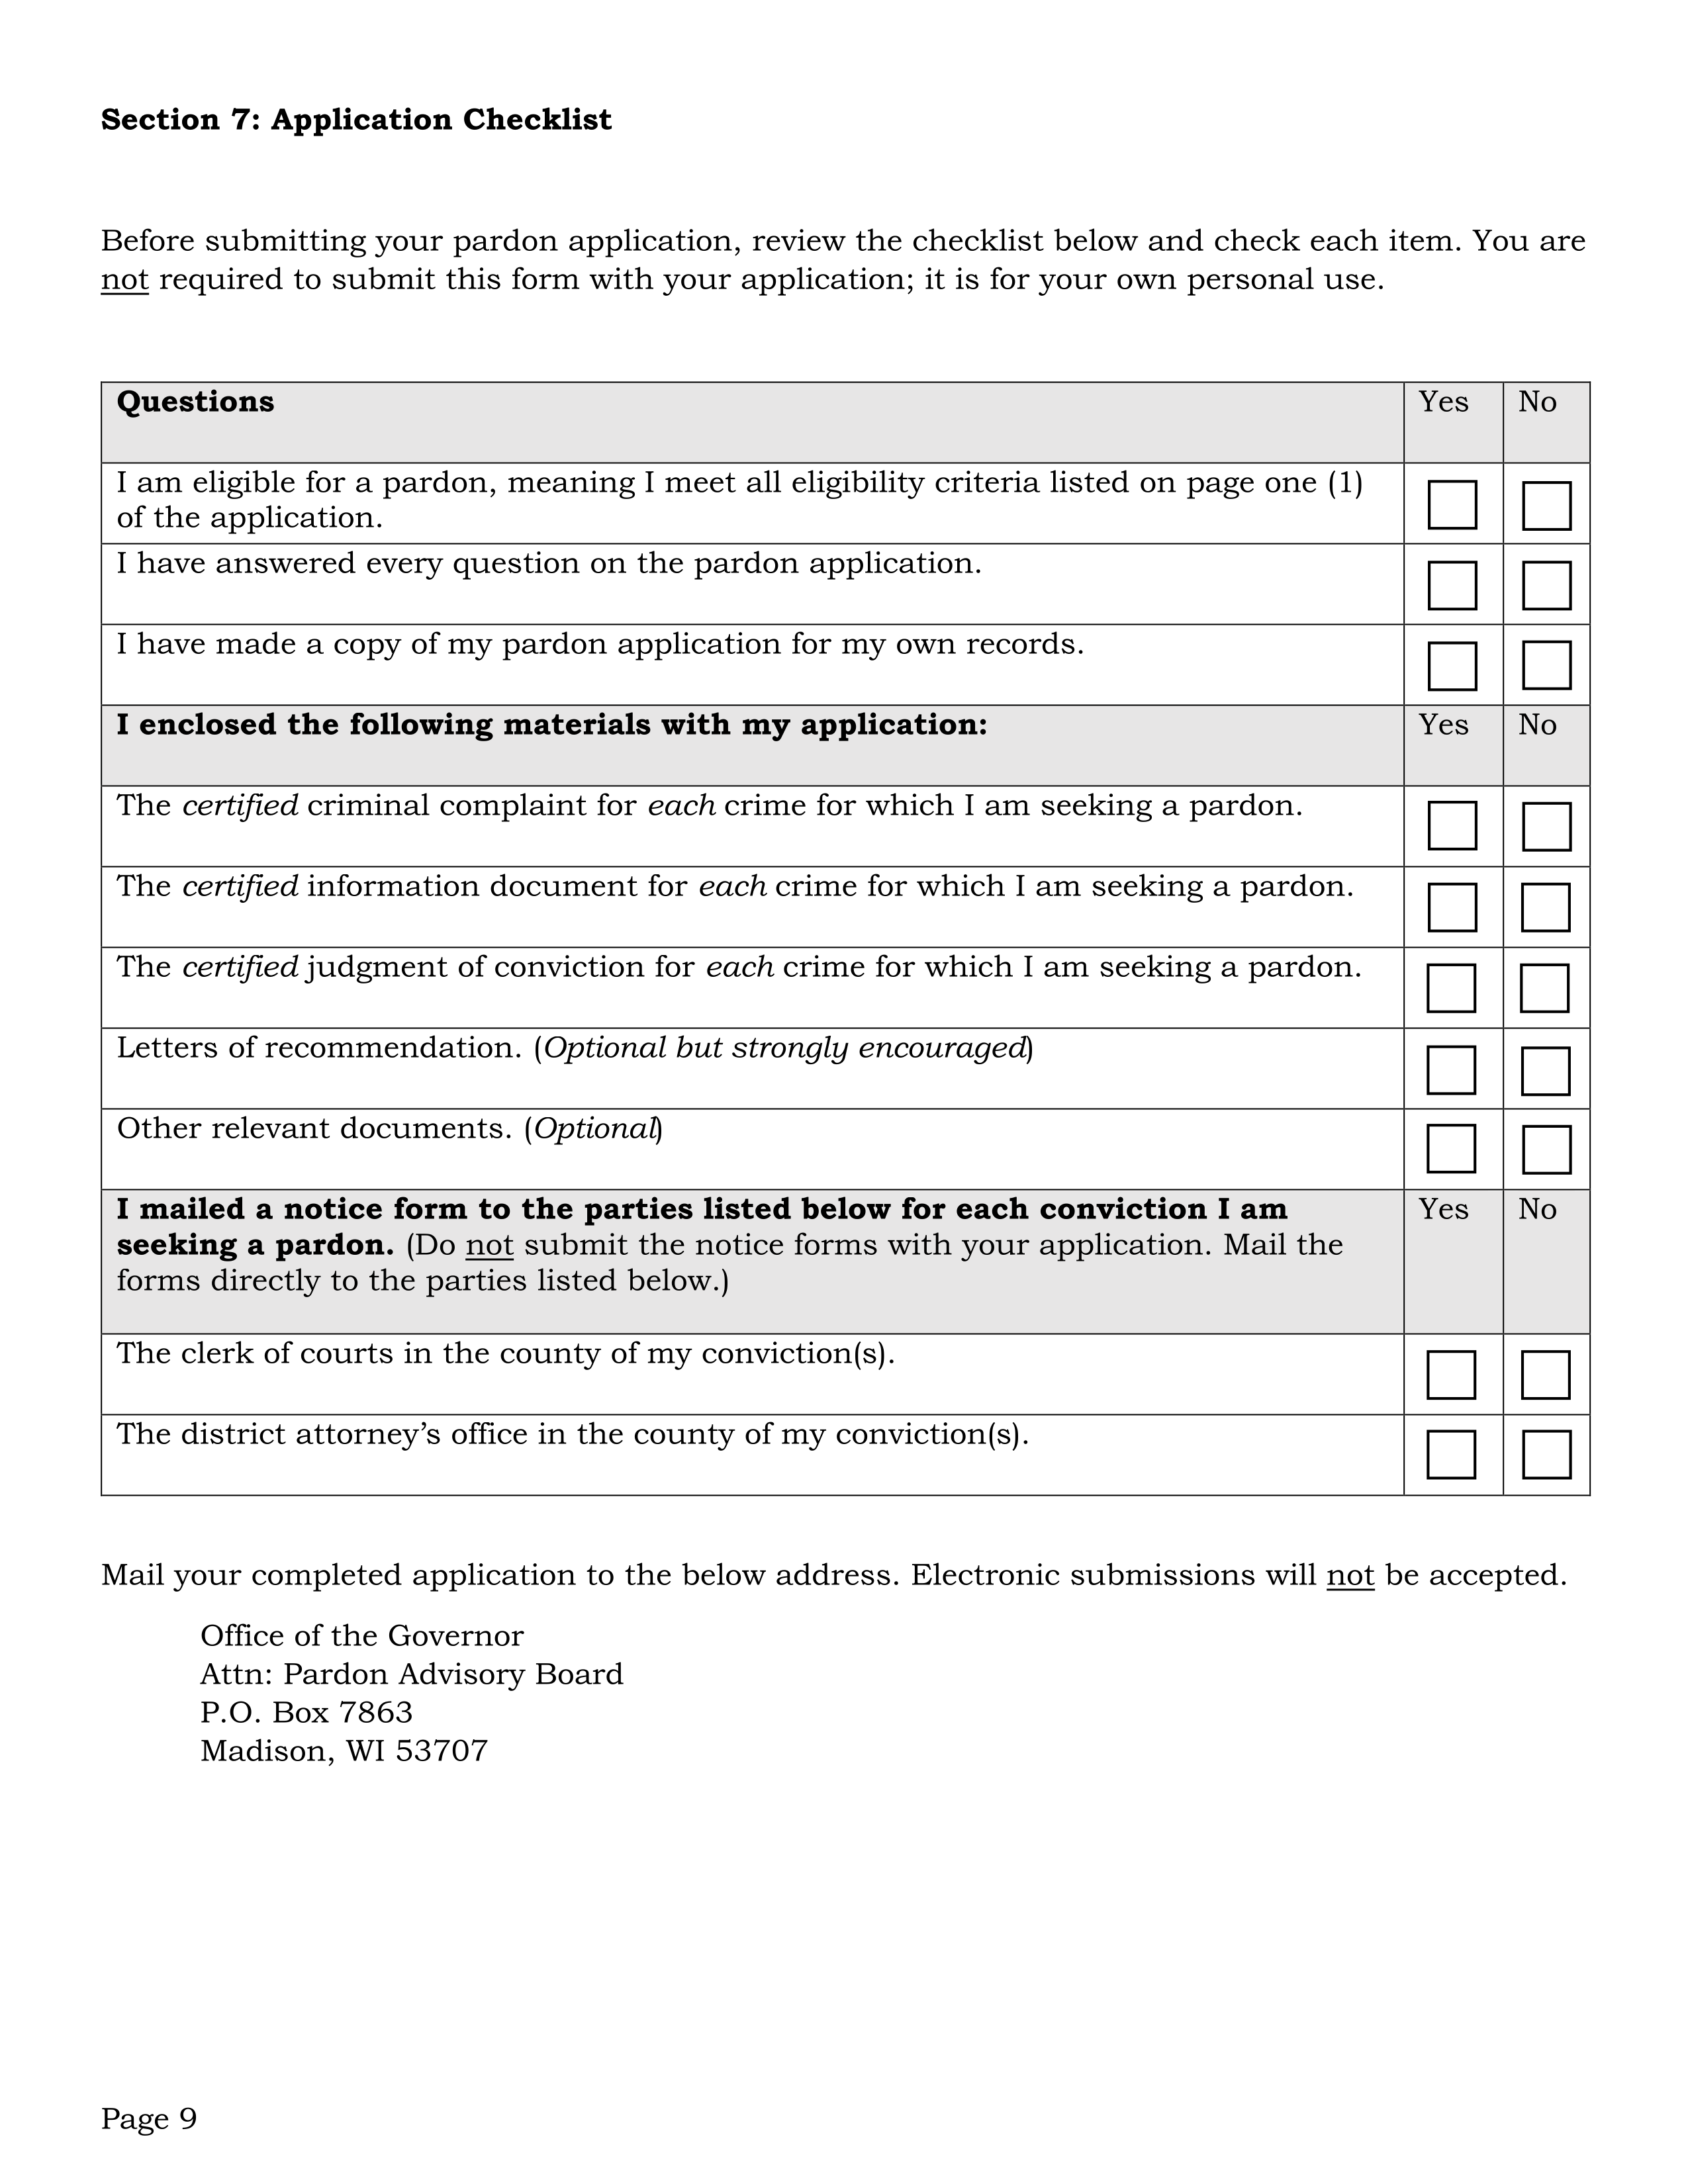 Section 7: Application Checklist
Before submitting your pardon application, review the checklist below and check each item. You are
not required to submit this form with your application; it is for your own personal use.
Questions Yes No
I am eligible for a pardon, meaning I meet all eligibility criteria listed on page one (1)
of the application.
I have answered every question on the pardon application.
I have made a copy of my pardon application for my own records.
I enclosed the following materials with my application: Yes No
The certified criminal complaint for each crime for which I am seeking a pardon.
The certified information document for each crime for which I am seeking a pardon.
The certified judgment of conviction for each crime for which I am seeking a pardon.
Letters of recommendation. (Optional but strongly encouraged)
Other relevant documents. (Optional)
I mailed a notice form to the parties listed below for each conviction I am Yes No
seeking a pardon. (Do not submit the notice forms with your application. Mail the
forms directly to the parties listed below.)
The clerk of courts in the county of my conviction(s).
The district attorney’s office in the county of my conviction(s).
Mail your completed application to the below address. Electronic submissions will not be accepted.
Office of the Governor
Attn: Pardon Advisory Board
P.O. Box 7863
Madison, WI 53707
Page 9